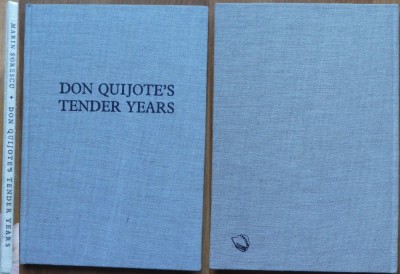 MARIN SORESCU • DON QUIJOTE'S TENDER YEARS
DON QUIJOTE'S
TENDER YEARS